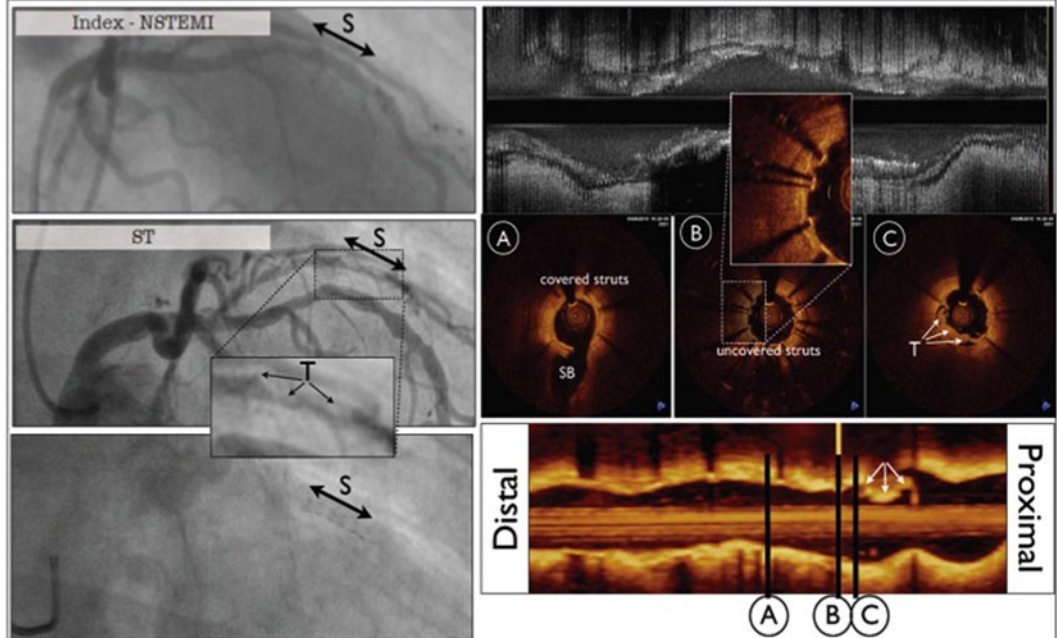 Index - NSTEMI
S
ST
S
T
S
A
covered struts
SB
B
uncovered struts
C
T
Distal
Proximal
A
B
C